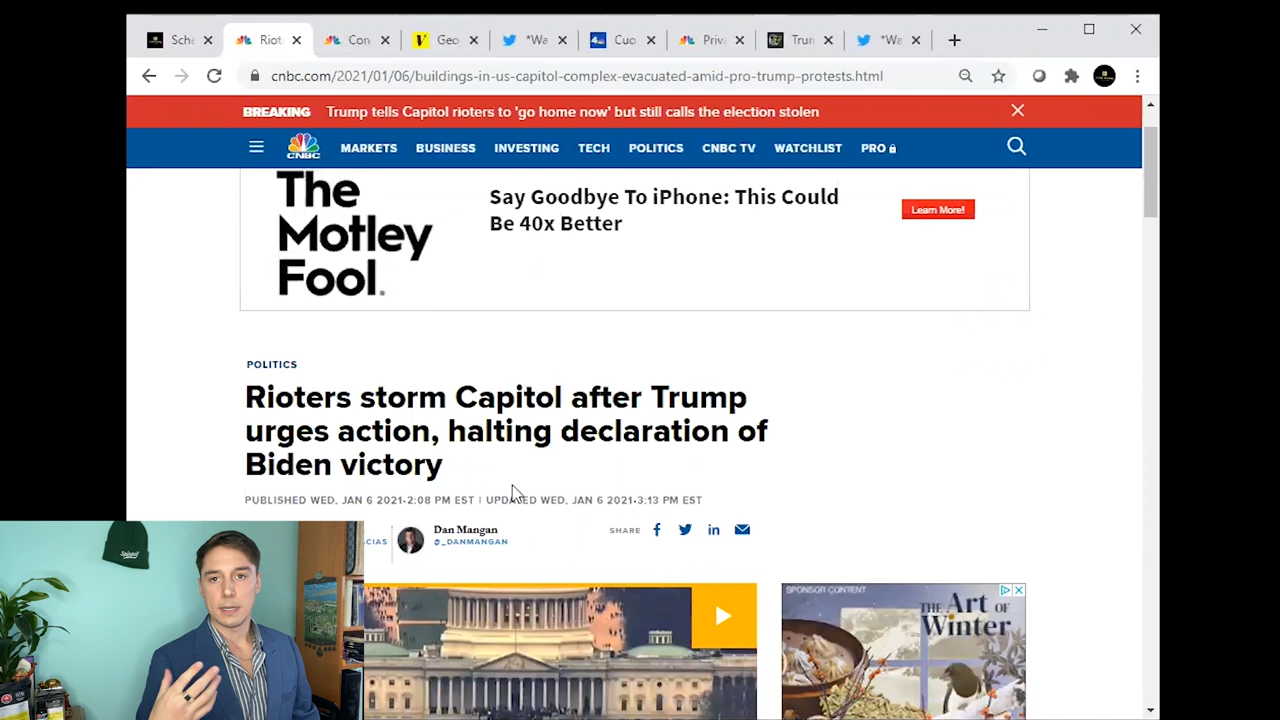 Sch
Riot
Con
Geo
*Wa
Cuo
Priv
Trun
*Wa
cnbc.com/2021/01/06/buildings-in-us-capitol-complex-evacuated-amid-pro-trump-protests.html
BREAKING Trump tells Capitol rioters to 'go home now' but still calls the election stolen
CNBC
MARKETS BUSINESS INVESTING TECH POLITICS CNBC TV WATCHLIST PRO
The
Motley
Fool.
Say Goodbye To iPhone: This Could
Be 40x Better
Learn More!
POLITICS
Rioters storm Capitol after Trump
urges action, halting declaration of
Biden victory
PUBLISHED WED, JAN 6 2021•2:08 PM EST | UPDATED WED, JAN 6 2021•3:13 PM EST
CIAS
Dan Mangan
@_DANMANGAN
SHARE
SPONSOR CONTENT
THE Art OF
Winter